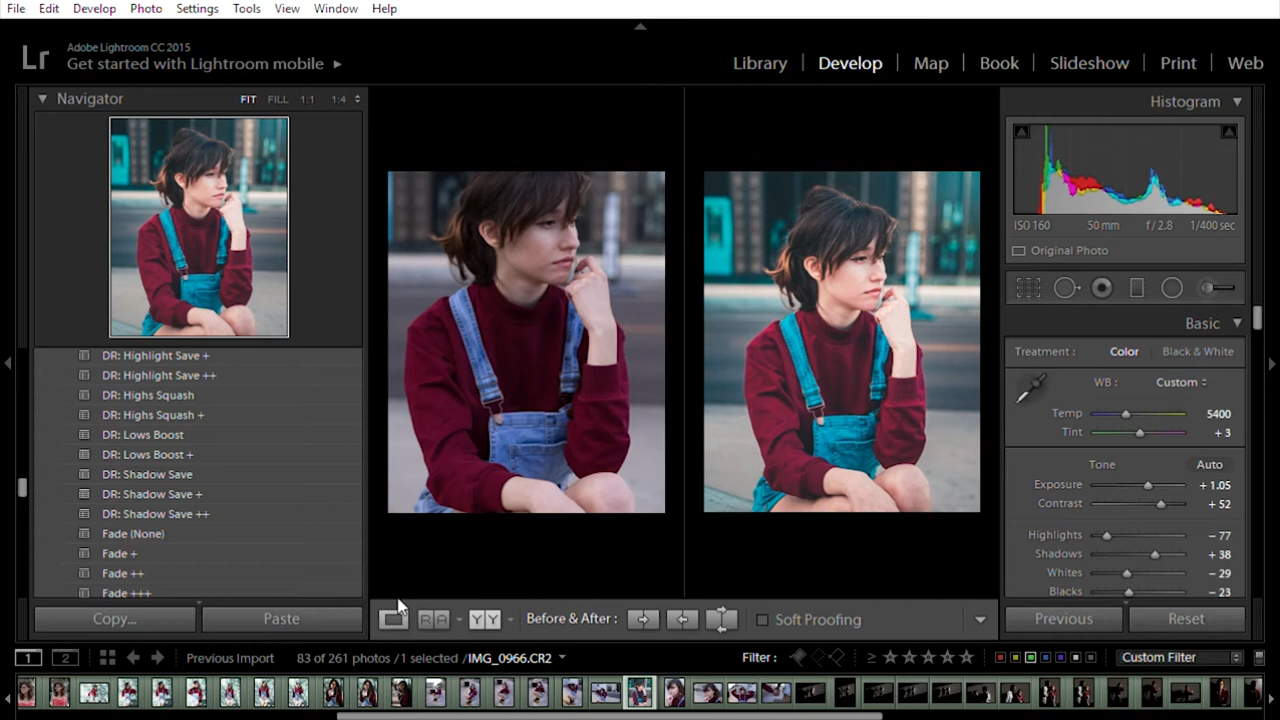 File Edit Develop Photo Settings Tools View Window Help
Lr
Adobe Lightroom CC 2015
Get started with Lightroom mobile
Library Develop Map Book Slideshow Print Web
Navigator FIT FILL 1:1 1:4
DR: Highlight Save +
DR: Highlight Save ++
DR: Highs Squash
DR: Highs Squash +
DR: Lows Boost
DR: Lows Boost +
DR: Shadow Save
DR: Shadow Save +
DR: Shadow Save ++
Fade (None)
Fade +
Fade ++
Fade +++
Copy... Paste
RA YY Before & After : Soft Proofing
Histogram
ISO 160 50 mm f / 2.8 1/400 sec
Original Photo
Basic
Treatment : Color Black & White
WB : Custom
Temp 5400
Tint + 3
Tone Auto
Exposure + 1.05
Contrast + 52
Highlights – 77
Shadows + 38
Whites – 29
Blacks – 23
Previous Reset
1 2 Previous Import 83 of 261 photos /1 selected /IMG_0966.CR2 Filter : ≥ Custom Filter